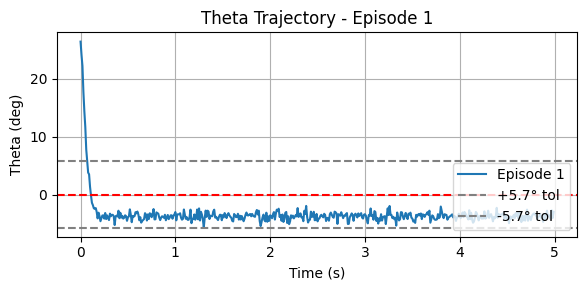 Theta Trajectory - Episode 1
Theta (deg)
20
10
0
Episode 1
+5.7° tol
-5.7° tol
0
1
2
3
4
5
Time (s)